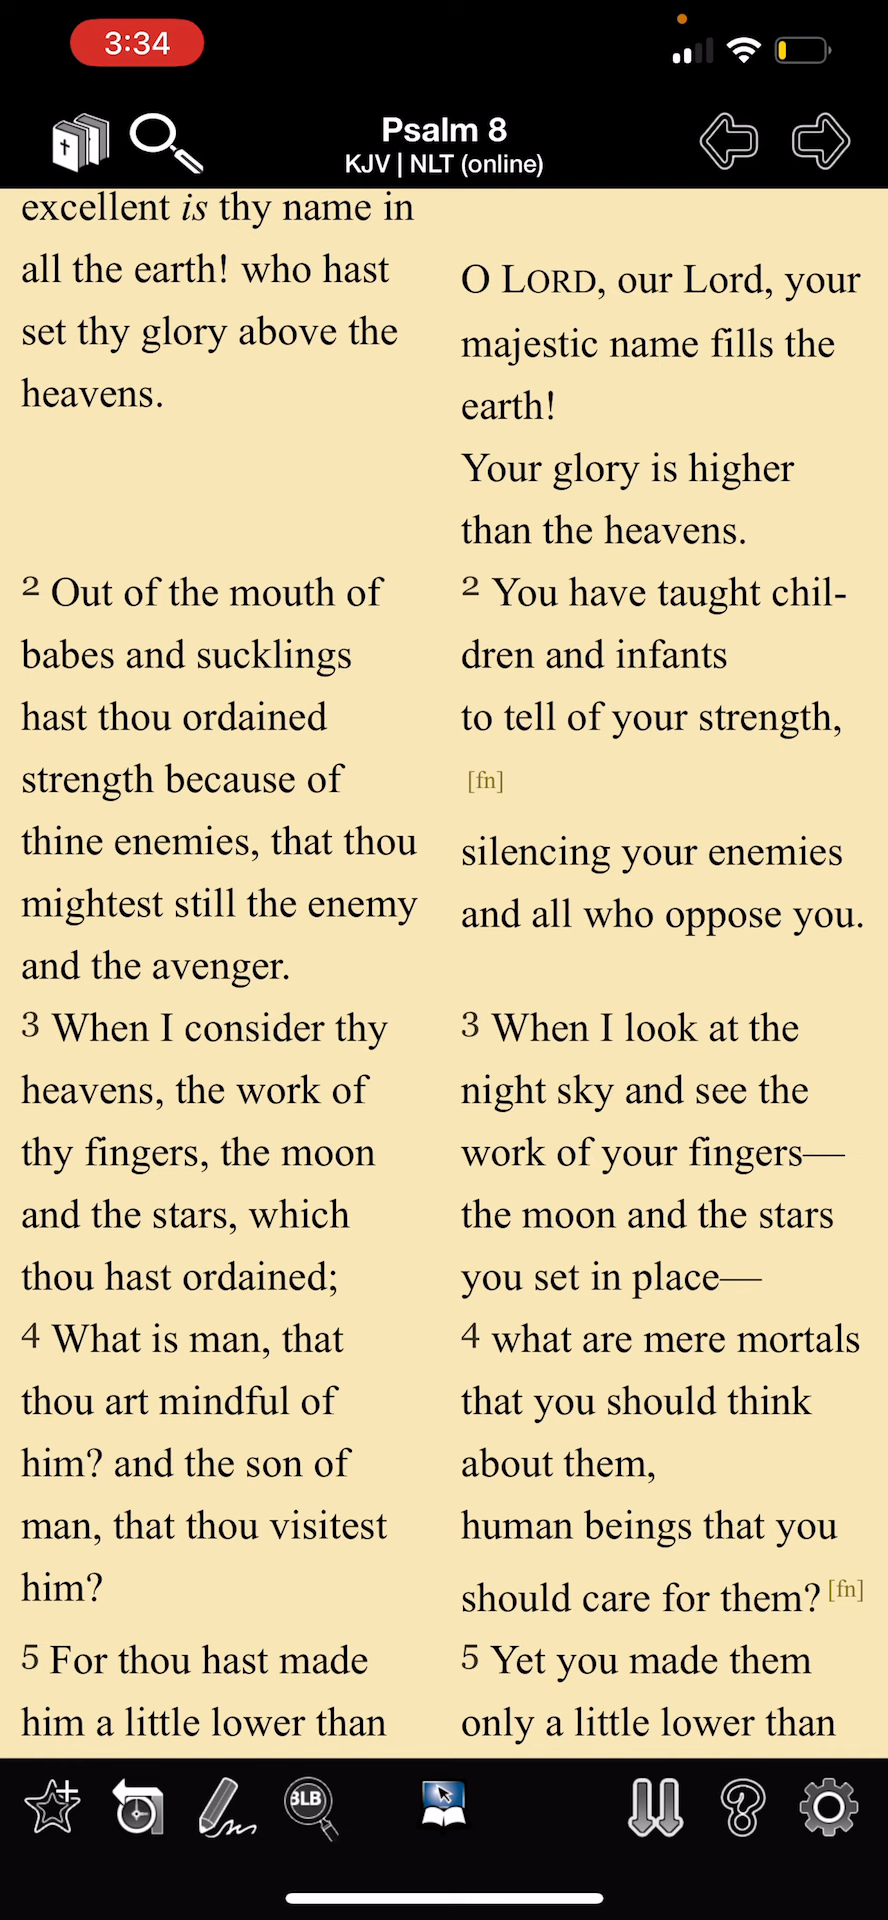 3:34
Psalm 8
KJV | NLT (online)
excellent is thy name in
all the earth! who hast
set thy glory above the
heavens.
O LORD, our Lord, your
majestic name fills the
earth!
Your glory is higher
than the heavens.
2 Out of the mouth of
babes and sucklings
hast thou ordained
strength because of
thine enemies, that thou
mightest still the enemy
and the avenger.
2 You have taught chil-
dren and infants
to tell of your strength,
[fn]
silencing your enemies
and all who oppose you.
3 When I consider thy
heavens, the work of
thy fingers, the moon
and the stars, which
thou hast ordained;
3 When I look at the
night sky and see the
work of your fingers—
the moon and the stars
you set in place—
4 What is man, that
thou art mindful of
him? and the son of
man, that thou visitest
him?
4 what are mere mortals
that you should think
about them,
human beings that you
should care for them? [fn]
5 For thou hast made
him a little lower than
5 Yet you made them
only a little lower than
BLB